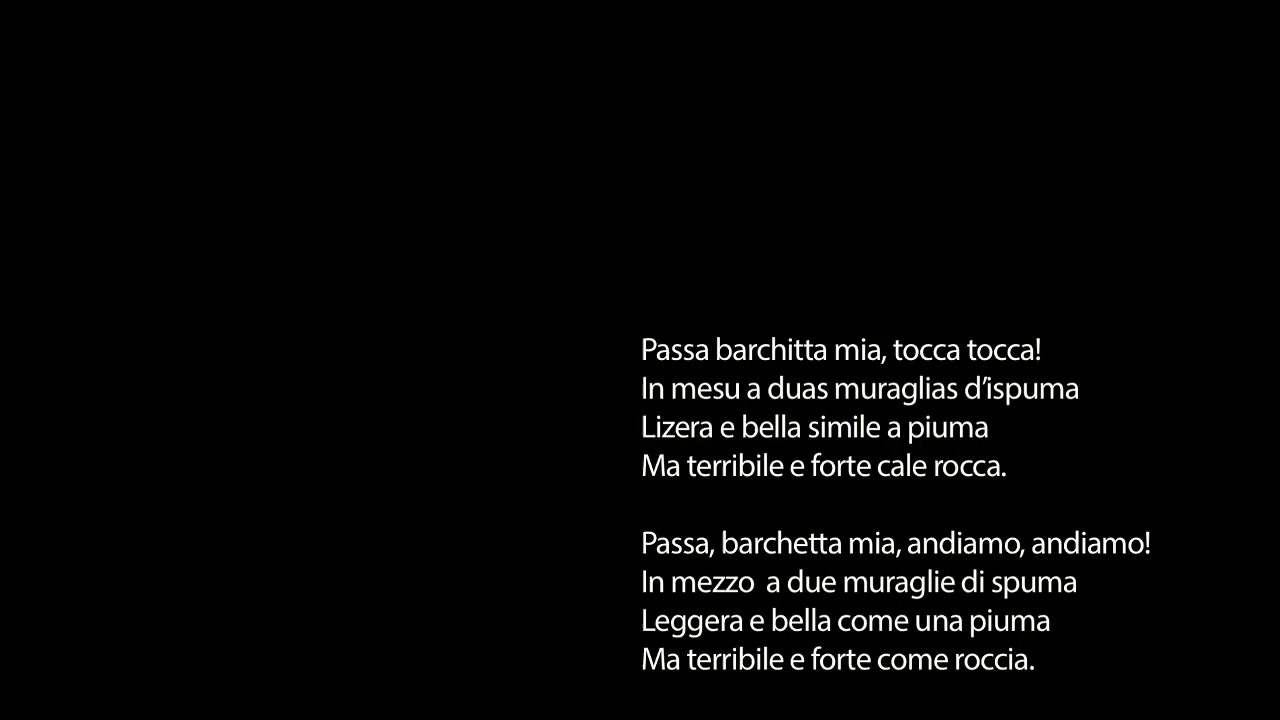 Passa barchitta mia, tocca tocca!
In mesu a duas muraglias d’ispuma
Lizera e bella simile a piuma
Ma terribile e forte cale rocca.

Passa, barchetta mia, andiamo, andiamo!
In mezzo  a due muraglie di spuma
Leggera e bella come una piuma
Ma terribile e forte come roccia.